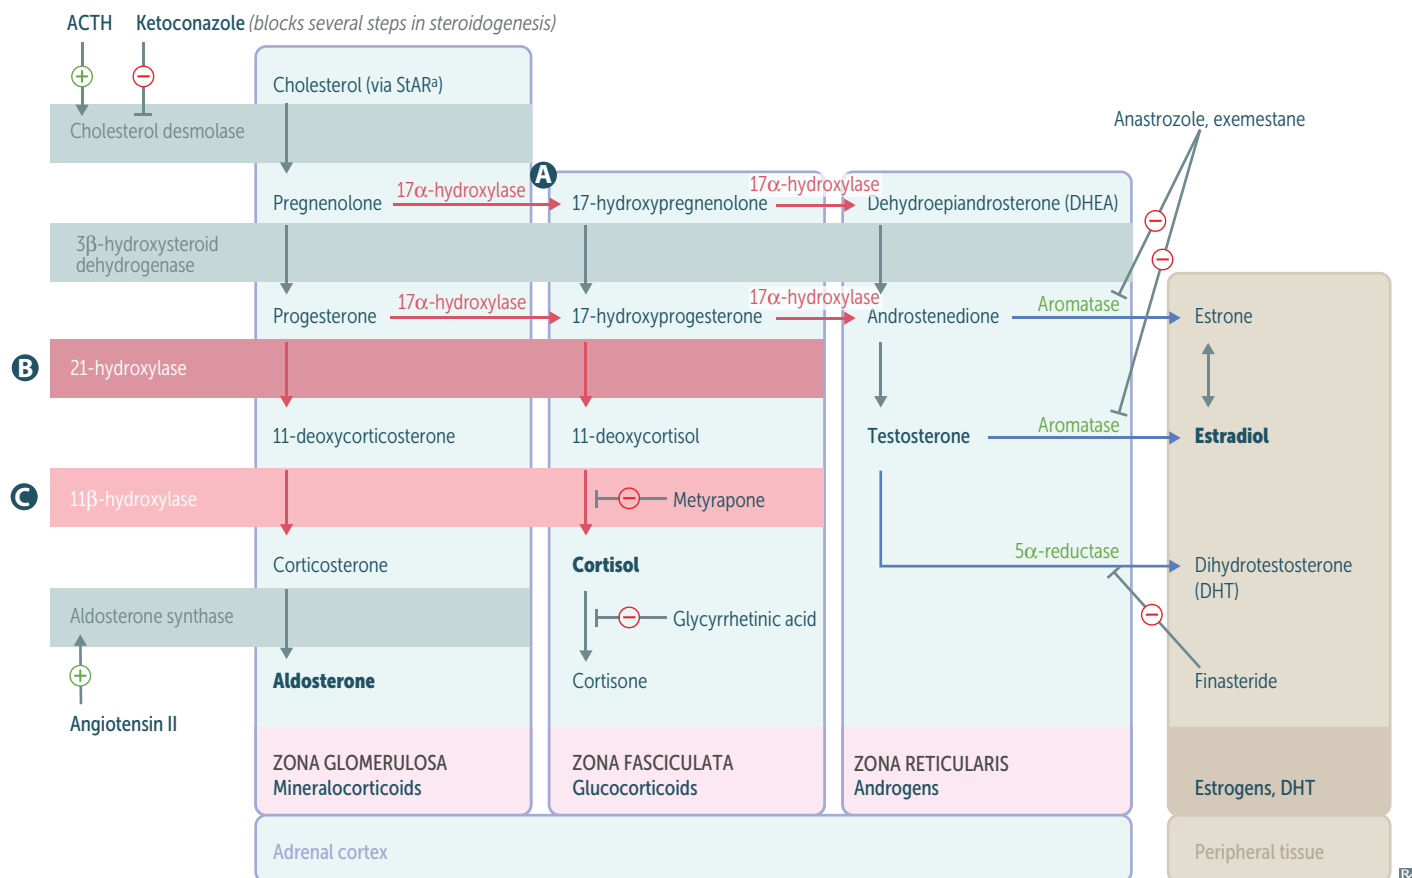 ACTH
Ketoconazole (blocks several steps in steroidogenesis)
Cholesterol (via StARᵃ)
Cholesterol desmolase
Anastrozole, exemestane
A
Pregnenolone
17α-hydroxylase
17-hydroxypregnenolone
17α-hydroxylase
Dehydroepiandrosterone (DHEA)
3β-hydroxysteroid
dehydrogenase
Progesterone
17α-hydroxylase
17-hydroxyprogesterone
17α-hydroxylase
Androstenedione
Aromatase
Estrone
B
21-hydroxylase
11-deoxycorticosterone
11-deoxycortisol
Testosterone
Aromatase
Estradiol
C
11β-hydroxylase
Metyrapone
Corticosterone
Cortisol
5α-reductase
Dihydrotestosterone
(DHT)
Aldosterone synthase
Glycyrrhetinic acid
Aldosterone
Cortisone
Finasteride
Angiotensin II
ZONA GLOMERULOSA
Mineralocorticoids
ZONA FASCICULATA
Glucocorticoids
ZONA RETICULARIS
Androgens
Estrogens, DHT
Adrenal cortex
Peripheral tissue